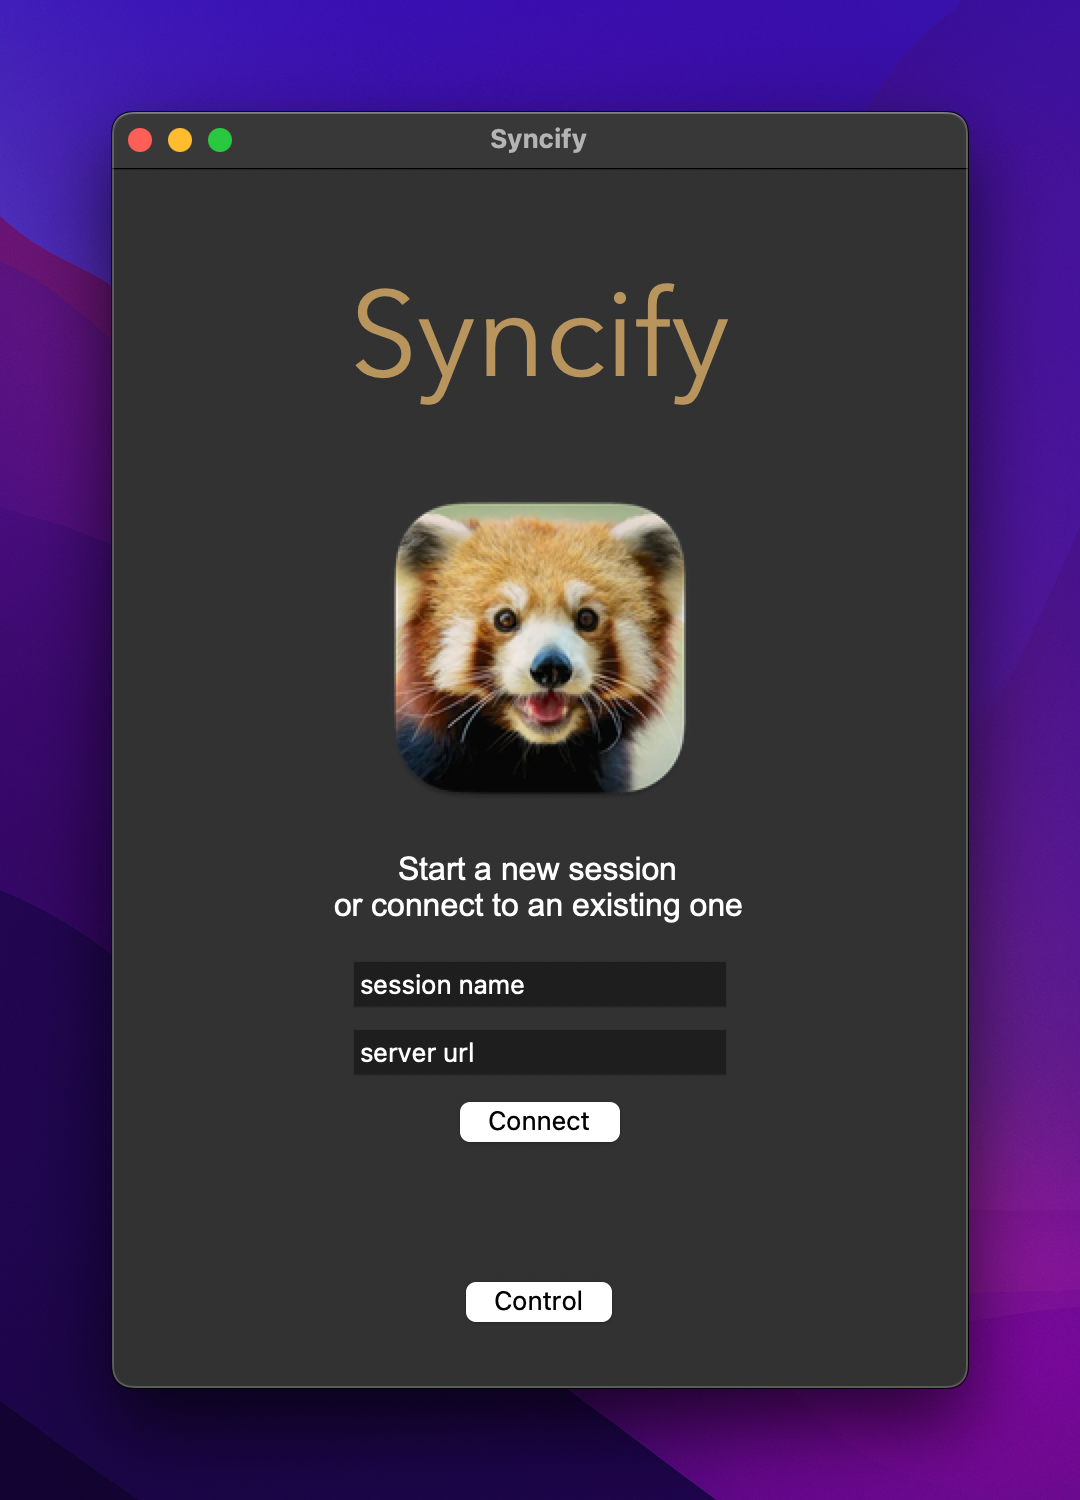 Syncify
Syncify
Start a new session
or connect to an existing one
session name
server url
Connect
Control